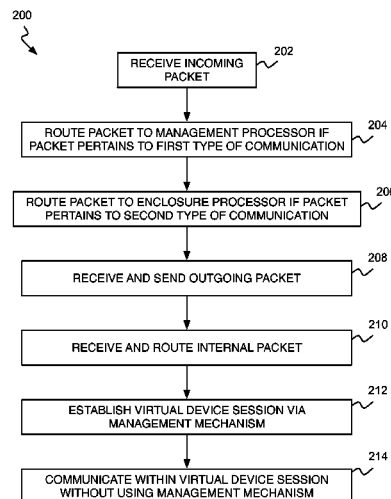 200
202
RECEIVE INCOMING
PACKET
204
ROUTE PACKET TO MANAGEMENT PROCESSOR IF
PACKET PERTAINS TO FIRST TYPE OF COMMUNICATION
206
ROUTE PACKET TO ENCLOSURE PROCESSOR IF PACKET
PERTAINS TO SECOND TYPE OF COMMUNICATION
208
RECEIVE AND SEND OUTGOING PACKET
210
RECEIVE AND ROUTE INTERNAL PACKET
212
ESTABLISH VIRTUAL DEVICE SESSION VIA
MANAGEMENT MECHANISM
214
COMMUNICATE WITHIN VIRTUAL DEVICE SESSION
WITHOUT USING MANAGEMENT MECHANISM